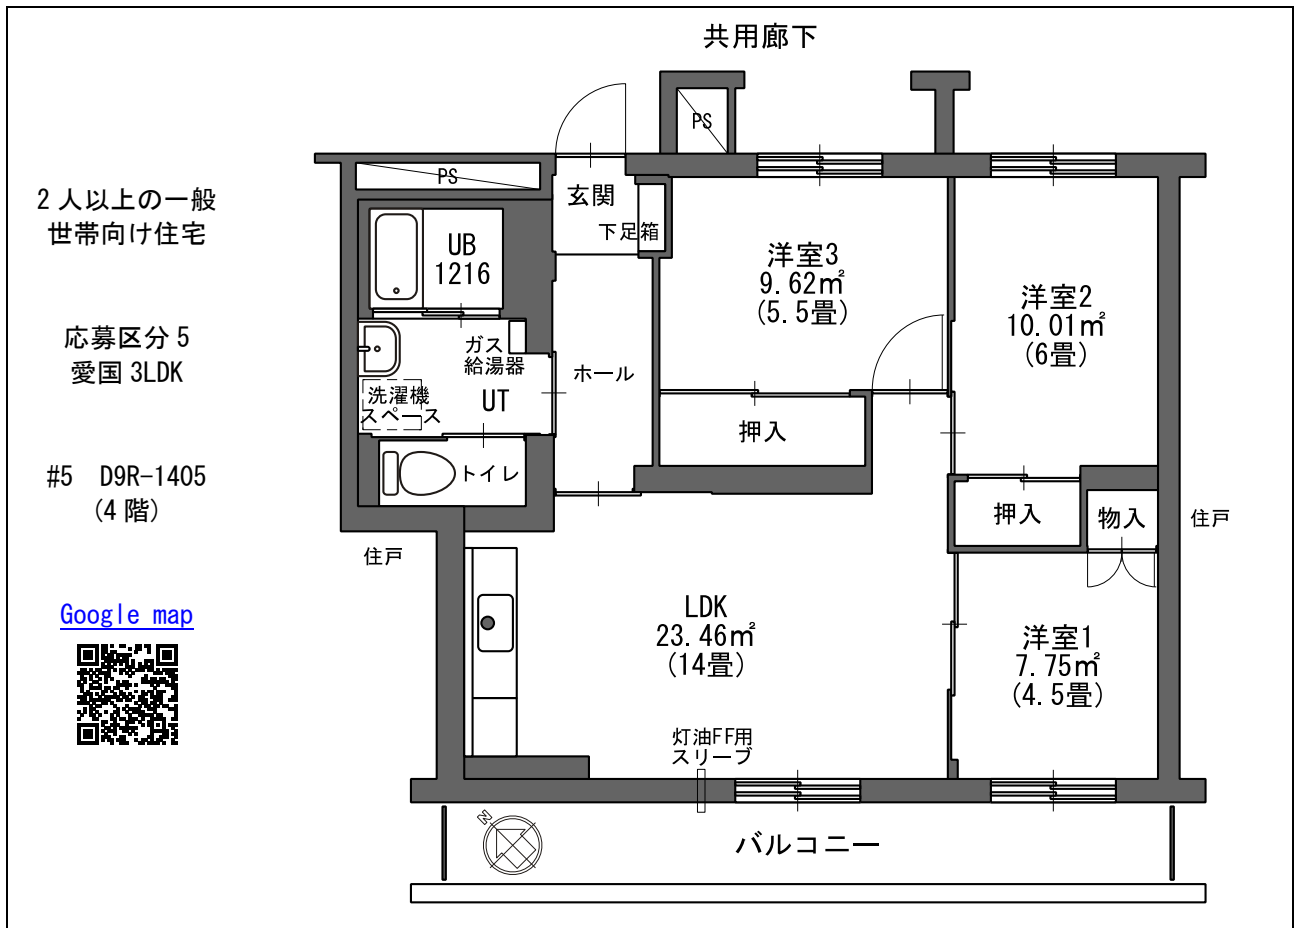 共用廊下
2人以上の一般
世帯向け住宅
応募区分5
愛国 3LDK
#5 D9R-1405
(4階)
Google map
PS
PS
玄関
下足箱
UB
1216
ガス
給湯器
UT
洗濯機
スペース
トイレ
ホール
洋室3
9.62㎡
(5.5畳)
押入
洋室2
10.01㎡
(6畳)
押入
物入
住戸
住戸
LDK
23.46㎡
(14畳)
洋室1
7.75㎡
(4.5畳)
灯油FF用
スリーブ
N
バルコニー